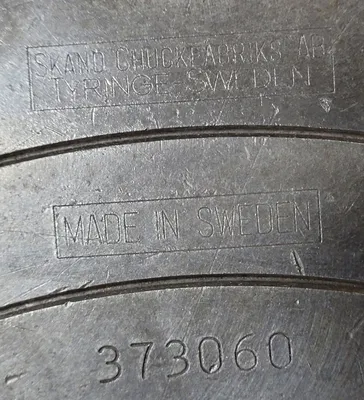 SKAND CHUCKFABRIKS AB
TYRINGE SWEDEN
MADE IN SWEDEN
373060